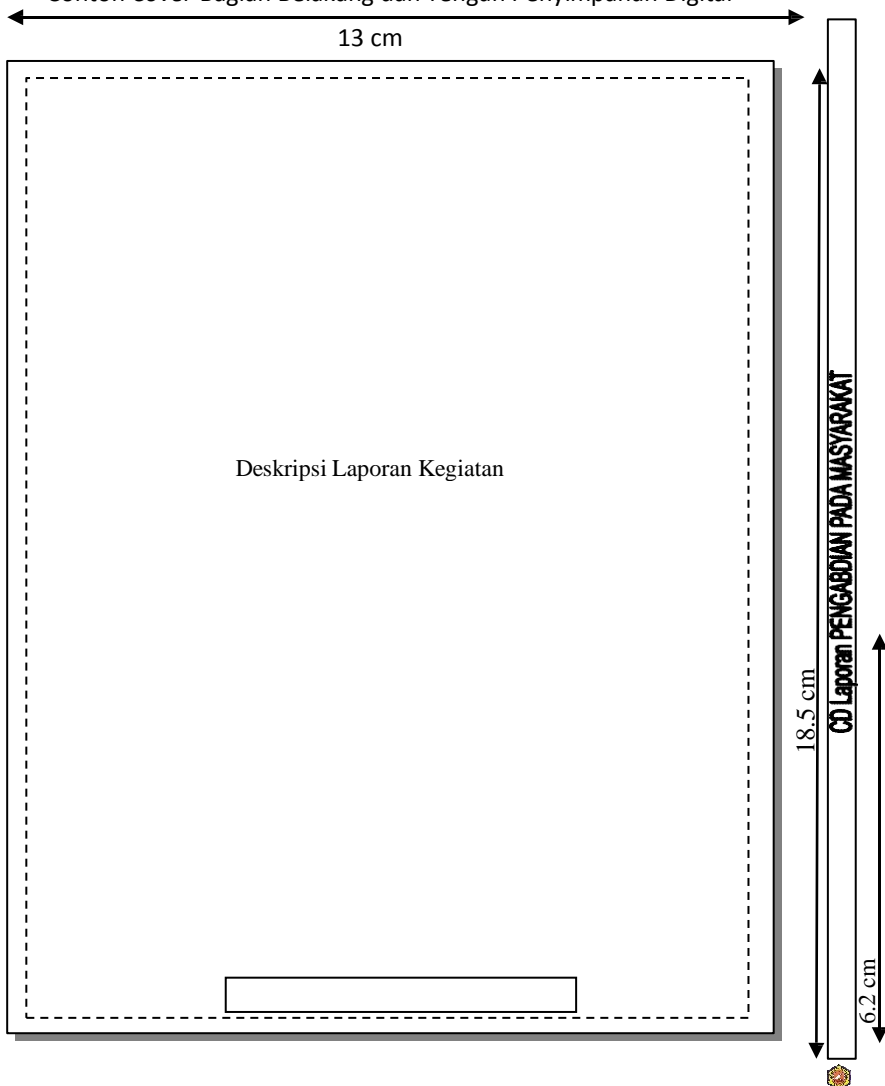 Contoh Cover Bagian Belakang dan Tengah Penyimpanan Digital
13 cm
Deskripsi Laporan Kegiatan
18.5 cm
CD Laporan PENGABDIAN PADA MASYARAKAT
6.2 cm